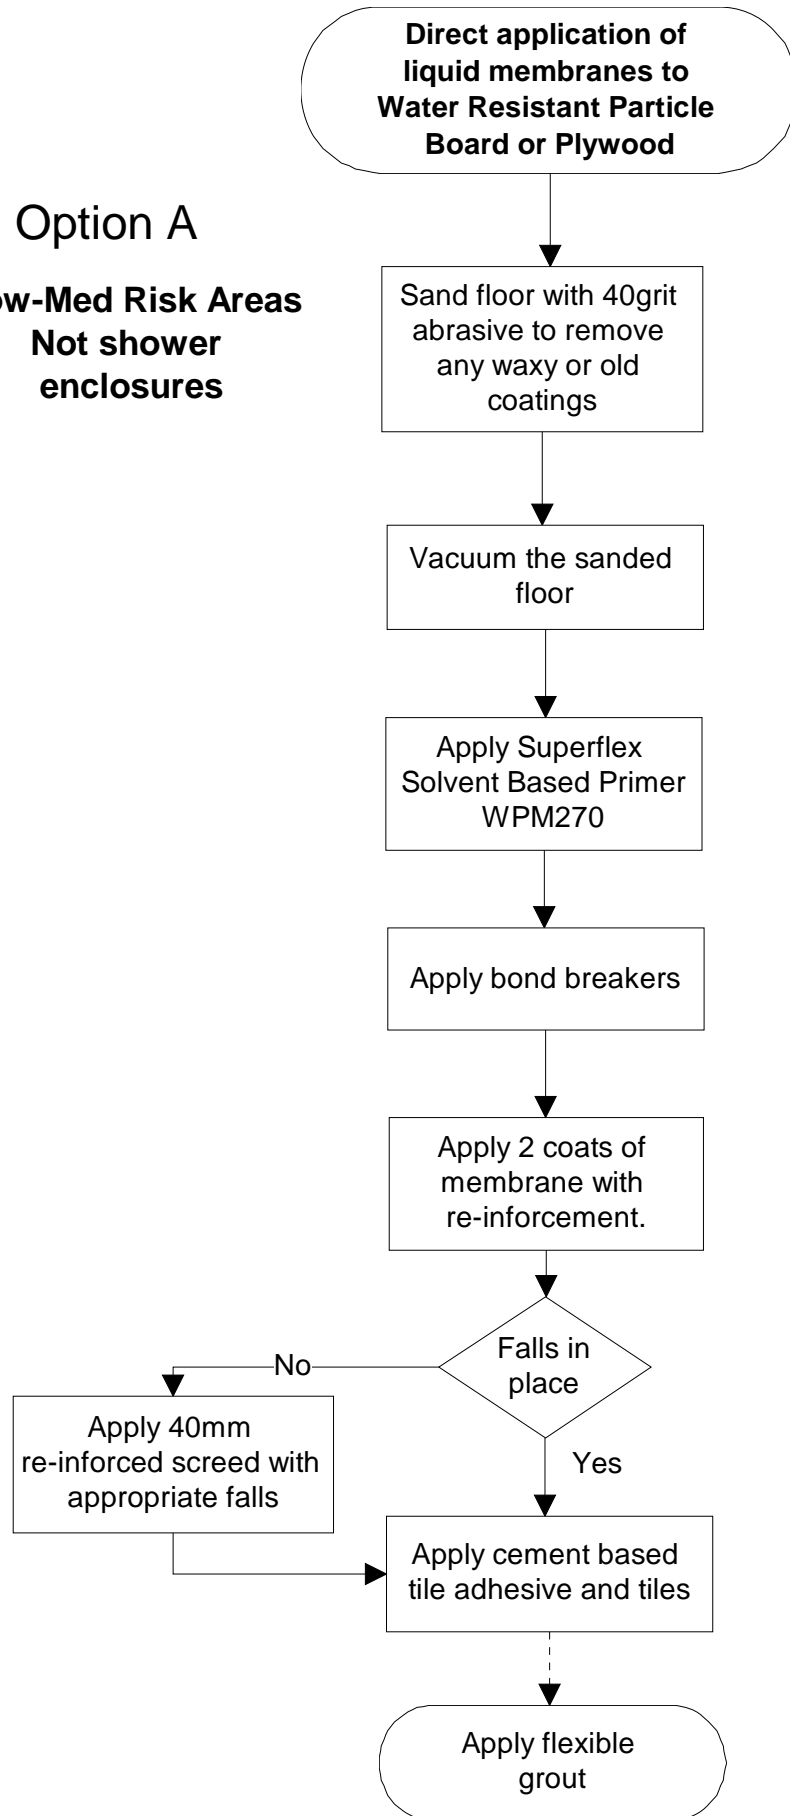 Direct application of
liquid membranes to
Water Resistant Particle
Board or Plywood
Option A
ow-Med Risk Areas
Not shower
enclosures
Sand floor with 40grit
abrasive to remove
any waxy or old
coatings
Vacuum the sanded
floor
Apply Superflex
Solvent Based Primer
WPM270
Apply bond breakers
Apply 2 coats of
membrane with
re-inforcement.
Falls in
place
No
Yes
Apply 40mm
re-inforced screed with
appropriate falls
Apply cement based
tile adhesive and tiles
Apply flexible
grout